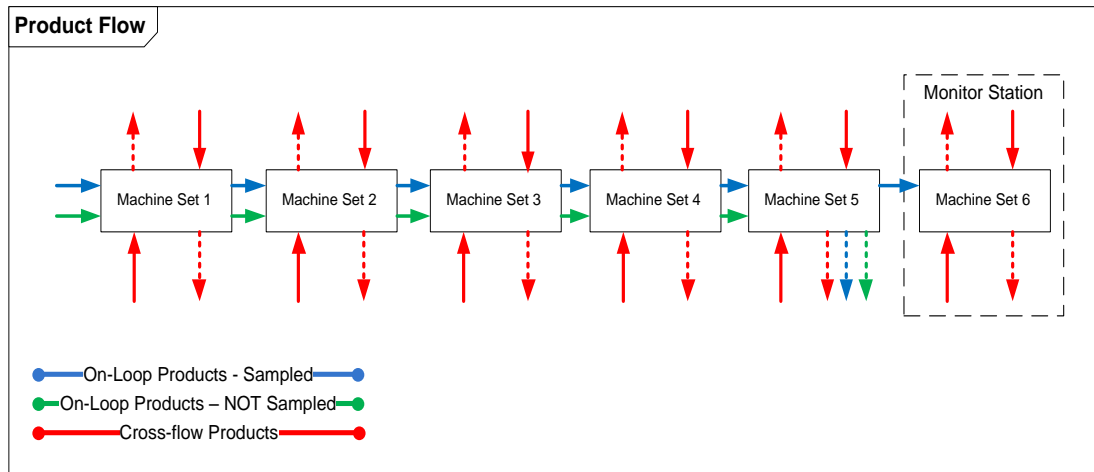 Product Flow
Monitor Station
Machine Set 1
Machine Set 2
Machine Set 3
Machine Set 4
Machine Set 5
Machine Set 6
On-Loop Products - Sampled
On-Loop Products – NOT Sampled
Cross-flow Products